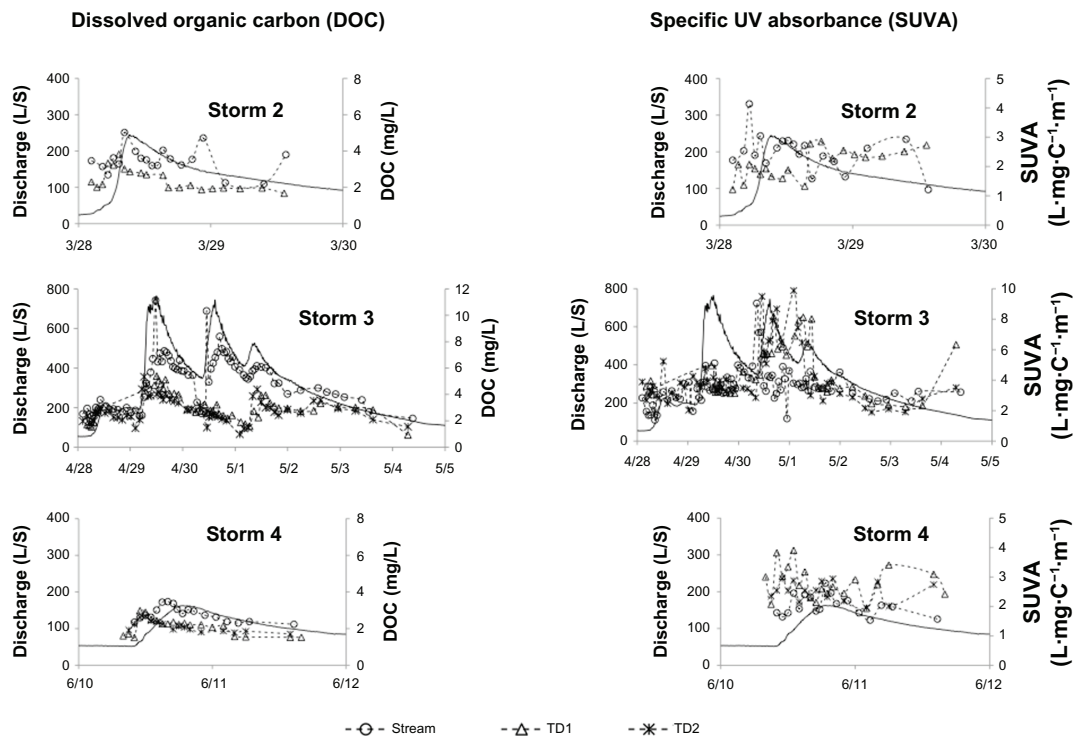 Dissolved organic carbon (DOC)
Specific UV absorbance (SUVA)
Storm 2
Discharge (L/S)
400
300
200
100
0
8
6
4
2
0
DOC (mg/L)
3/28 3/29 3/30
Storm 2
Discharge (L/S)
400
300
200
100
0
5
4
3
2
1
0
SUVA
(L·mg·C⁻¹·m⁻¹)
3/28 3/29 3/30
Storm 3
Discharge (L/S)
800
600
400
200
0
12
10
8
6
4
2
0
DOC (mg/L)
4/28 4/29 4/30 5/1 5/2 5/3 5/4 5/5
Storm 3
Discharge (L/S)
800
600
400
200
0
10
8
6
4
2
0
SUVA
(L·mg·C⁻¹·m⁻¹)
4/28 4/29 4/30 5/1 5/2 5/3 5/4 5/5
Storm 4
Discharge (L/S)
400
300
200
100
0
8
6
4
2
0
DOC (mg/L)
6/10 6/11 6/12
Storm 4
Discharge (L/S)
400
300
200
100
0
5
4
3
2
1
0
SUVA
(L·mg·C⁻¹·m⁻¹)
6/10 6/11 6/12
Stream TD1 TD2